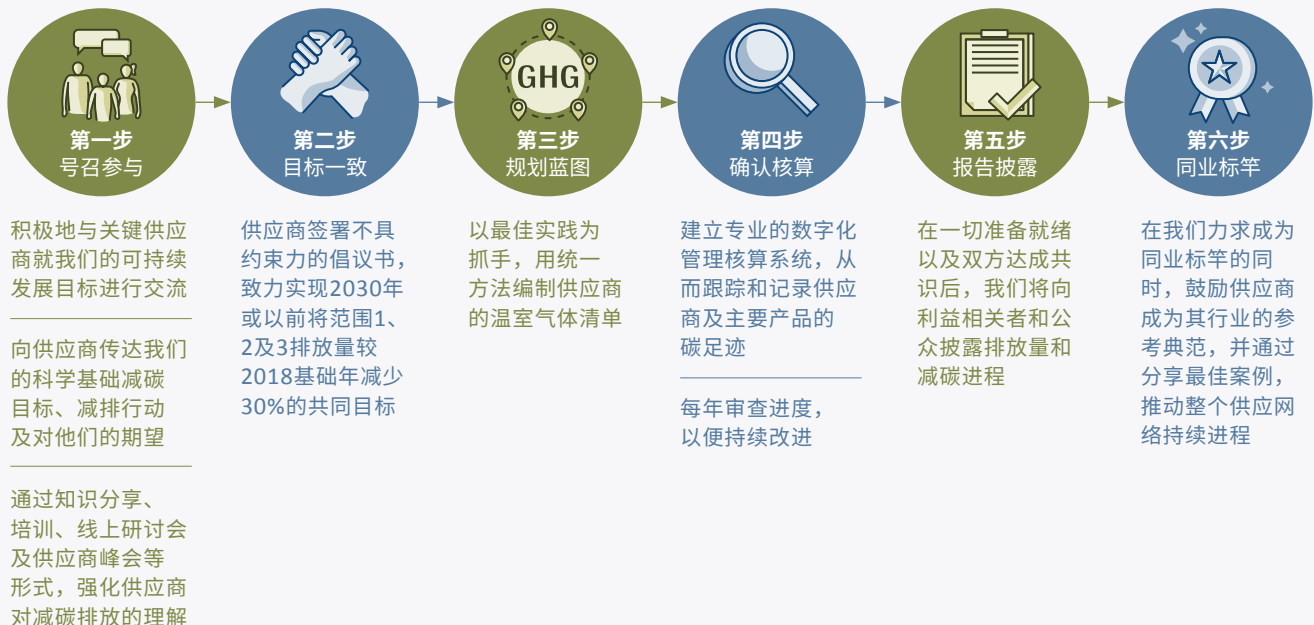 第一步
号召参与
积极地与关键供应
商就我们的可持续
发展目标进行交流
向供应商传达我们
的科学基础减碳
目标、减排行动
及对他们的期望
通过知识分享、
培训、线上研讨会
及供应商峰会等
形式，强化供应商
对减碳排放的理解
第二步
目标一致
供应商签署不具
约束力的倡议书，
致力实现2030年
或以前将范围1、
2及3排放量较
2018基础年减少
30%的共同目标
GHG
第三步
规划蓝图
以最佳实践为
抓手，用统一
方法编制供应商
的温室气体清单
第四步
确认核算
建立专业的数字化
管理核算系统，从
而跟踪和记录供应
商及主要产品的
碳足迹
每年审查进度，
以便持续改进
第五步
报告披露
在一切准备就绪
以及双方达成共
识后，我们将向
利益相关者和公
众披露排放量和
减碳进程
第六步
同业标竿
在我们力求成为
同业标竿的同
时，鼓励供应商
成为其行业的参
考典范，并通过
分享最佳案例，
推动整个供应网
络持续进程